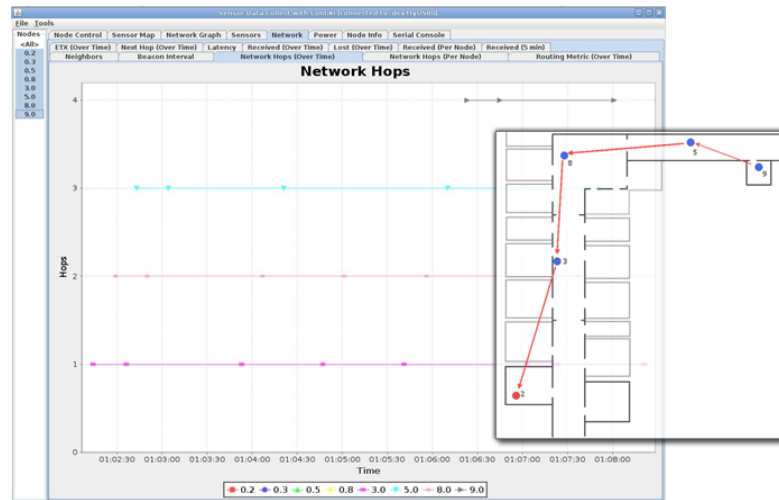 Sensor Data Collect with Contiki (connected to /dev/ttyUSB0)
File Tools
Nodes
<All>
0.2
0.3
0.5
0.8
3.0
5.0
8.0
9.0
Node Control Sensor Map Network Graph Sensors Network Power Node Info Serial Console
ETX (Over Time) Next Hop (Over Time) Latency Received (Over Time) Lost (Over Time) Received (Per Node) Received (5 min)
Neighbors Beacon Interval Network Hops (Over Time) Network Hops (Per Node) Routing Metric (Over Time)
Network Hops
4
3
2
1
0
Hops
8
5
9
3
2
01:02:30 01:03:00 01:03:30 01:04:00 01:04:30 01:05:00 01:05:30 01:06:00 01:06:30 01:07:00 01:07:30 01:08:00
Time
0.2 0.3 0.5 0.8 3.0 5.0 8.0 9.0